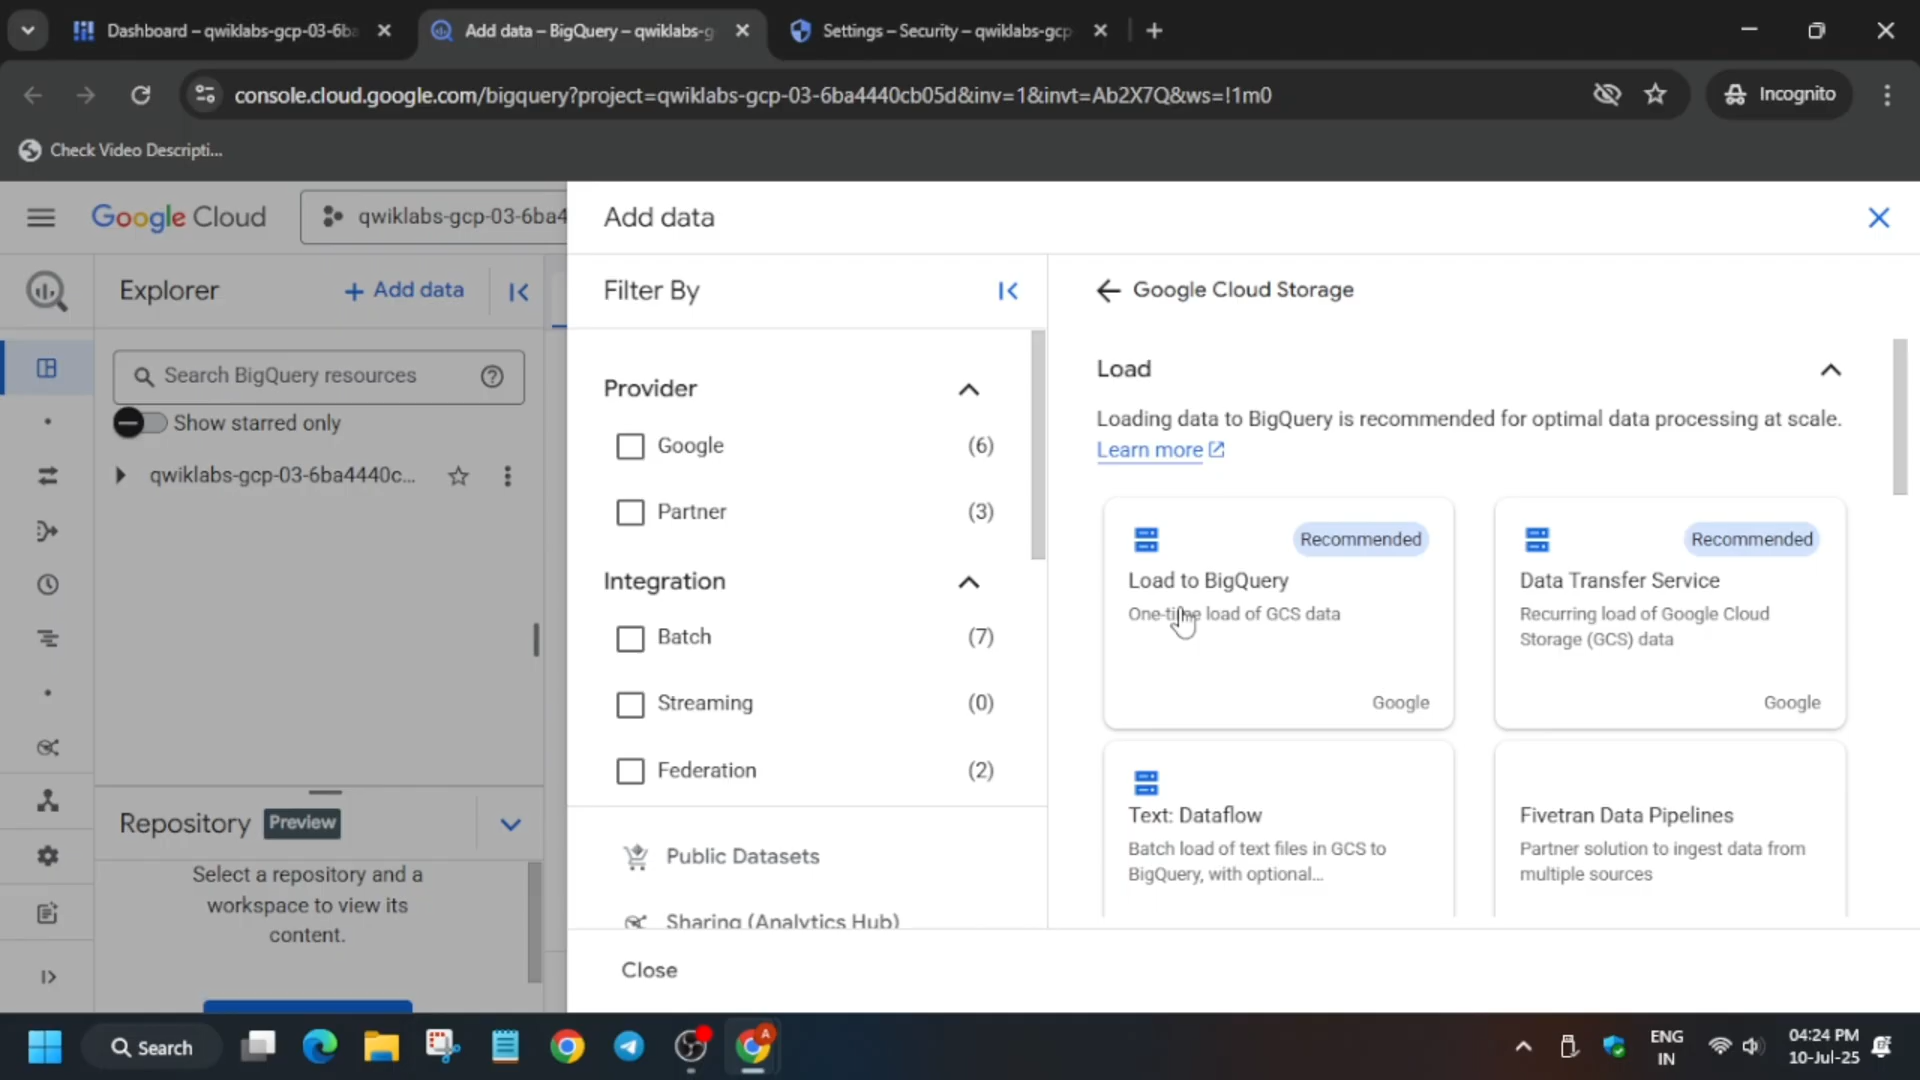 Dashboard – qwiklabs-gcp-03-6ba
Add data – BigQuery – qwiklabs-g
Settings – Security – qwiklabs-gcp
console.cloud.google.com/bigquery?project=qwiklabs-gcp-03-6ba4440cb05d&inv=1&invt=Ab2X7Q&ws=!1m0
Incognito
Check Video Descripti...
Google Cloud
qwiklabs-gcp-03-6ba4
Explorer
+ Add data
Search BigQuery resources
Show starred only
qwiklabs-gcp-03-6ba4440c...
Repository
Preview
Select a repository and a
workspace to view its
content.
Add data
Filter By
Provider
Google (6)
Partner (3)
Integration
Batch (7)
Streaming (0)
Federation (2)
Public Datasets
Sharing (Analytics Hub)
Close
Google Cloud Storage
Load
Loading data to BigQuery is recommended for optimal data processing at scale.
Learn more
Recommended
Load to BigQuery
One-time load of GCS data
Google
Recommended
Data Transfer Service
Recurring load of Google Cloud
Storage (GCS) data
Google
Text: Dataflow
Batch load of text files in GCS to
BigQuery, with optional...
Fivetran Data Pipelines
Partner solution to ingest data from
multiple sources
Search
A
ENG
IN
04:24 PM
10-Jul-25